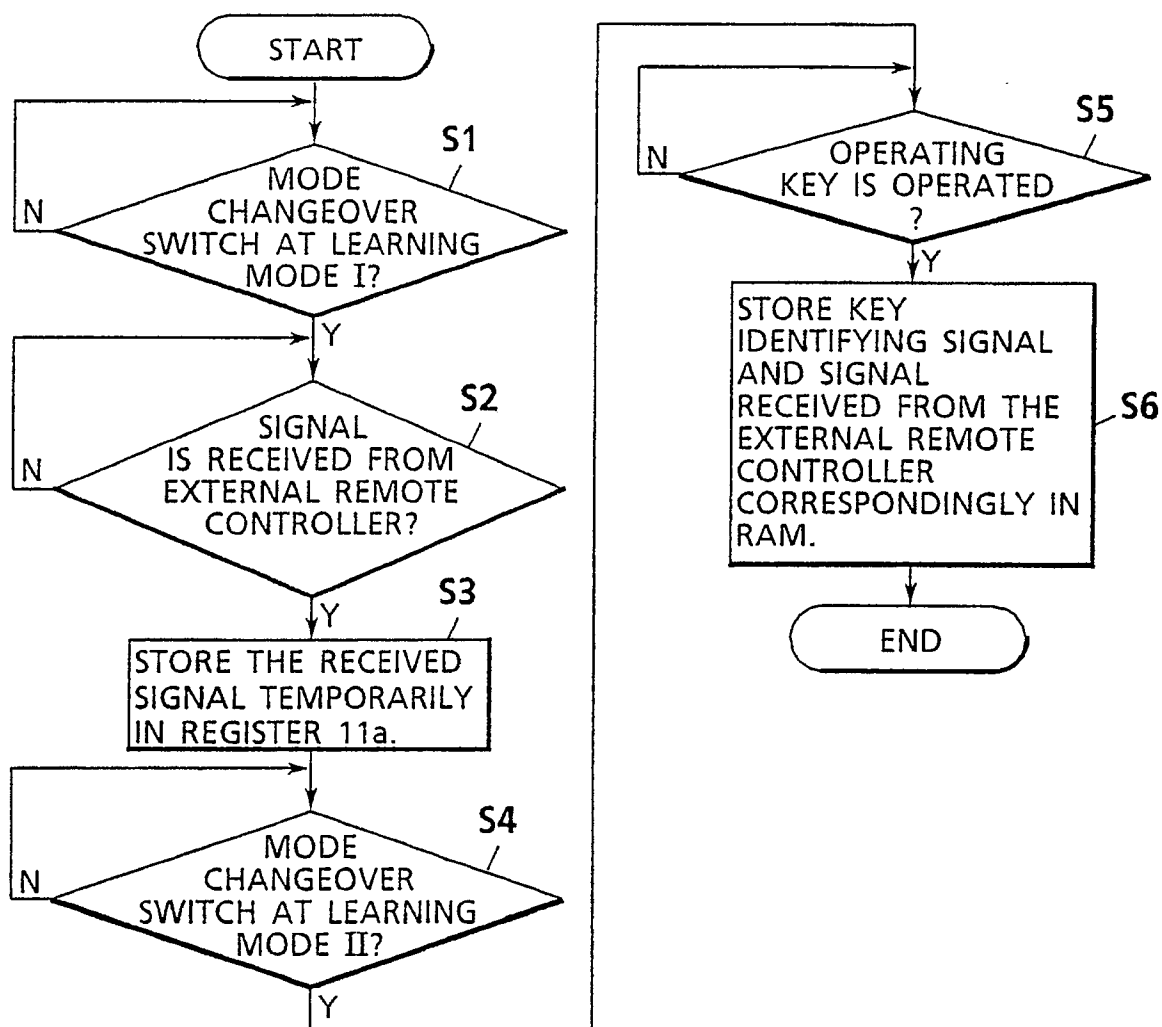 START
S1
MODE
CHANGEOVER
SWITCH AT LEARNING
MODE I?
N
Y
S2
SIGNAL
IS RECEIVED FROM
EXTERNAL REMOTE
CONTROLLER?
N
Y
S3
STORE THE RECEIVED
SIGNAL TEMPORARILY
IN REGISTER 11a.
S4
MODE
CHANGEOVER
SWITCH AT LEARNING
MODE II?
N
Y
S5
OPERATING
KEY IS OPERATED
?
N
Y
STORE KEY
IDENTIFYING SIGNAL
AND SIGNAL
RECEIVED FROM THE
EXTERNAL REMOTE
CONTROLLER
CORRESPONDINGLY IN
RAM.
S6
END